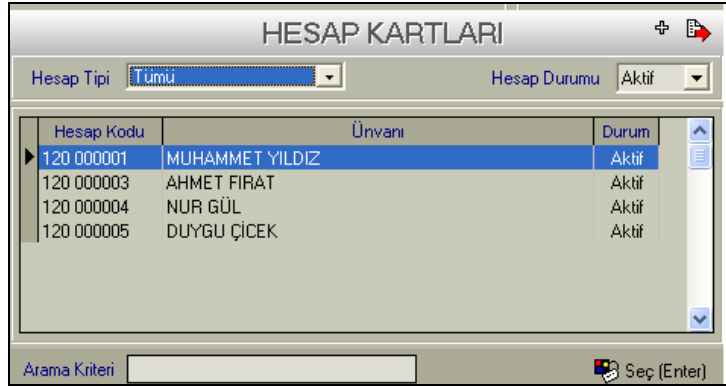 HESAP KARTLARI
Hesap Tipi Tümü Hesap Durumu Aktif
Hesap Kodu Ünvanı Durum
120 000001 MUHAMMET YILDIZ Aktif
120 000003 AHMET FIRAT Aktif
120 000004 NUR GÜL Aktif
120 000005 DUYGU ÇİCEK Aktif
Arama Kriteri Seç (Enter)